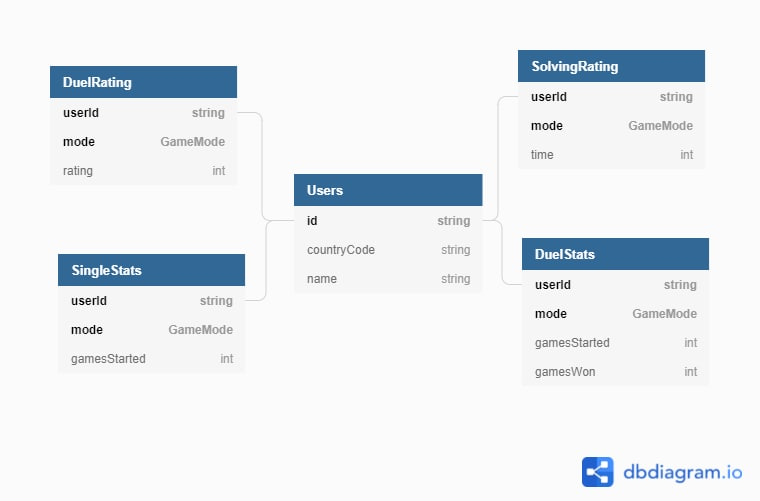 DuelRating
userId string
mode GameMode
rating int
SingleStats
userId string
mode GameMode
gamesStarted int
Users
id string
countryCode string
name string
SolvingRating
userId string
mode GameMode
time int
DuelStats
userId string
mode GameMode
gamesStarted int
gamesWon int
dbdiagram.io